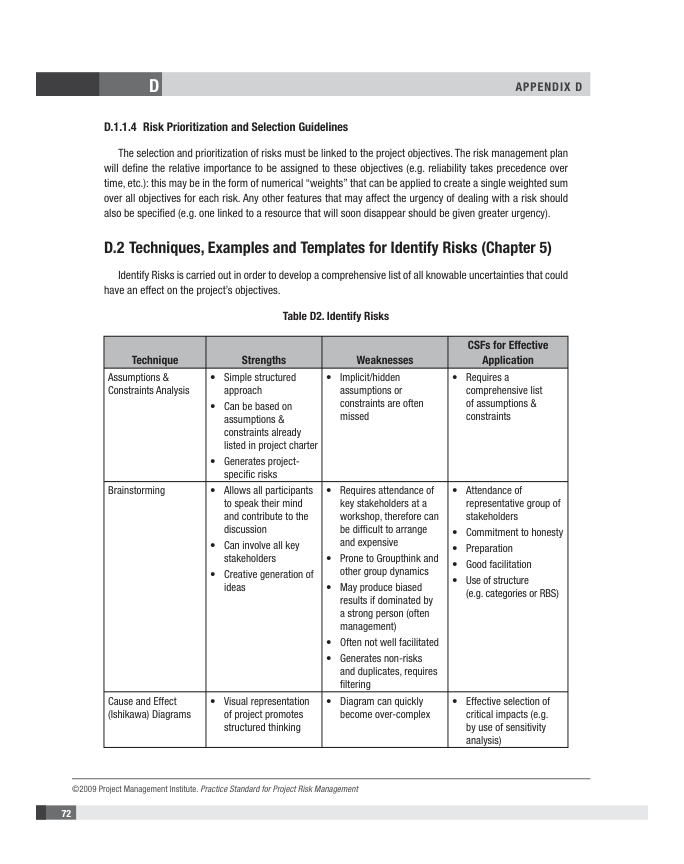 D
APPENDIX D
D.1.1.4 Risk Prioritization and Selection Guidelines
The selection and prioritization of risks must be linked to the project objectives. The risk management plan
will define the relative importance to be assigned to these objectives (e.g. reliability takes precedence over
time, etc.): this may be in the form of numerical “weights” that can be applied to create a single weighted sum
over all objectives for each risk. Any other features that may affect the urgency of dealing with a risk should
also be specified (e.g. one linked to a resource that will soon disappear should be given greater urgency).
D.2 Techniques, Examples and Templates for Identify Risks (Chapter 5)
Identify Risks is carried out in order to develop a comprehensive list of all knowable uncertainties that could
have an effect on the project’s objectives.
Table D2. Identify Risks
Technique
Strengths
Weaknesses
CSFs for Effective
Application
Assumptions &
Constraints Analysis
• Simple structured
approach
• Can be based on
assumptions &
constraints already
listed in project charter
• Generates project-
specific risks
• Implicit/hidden
assumptions or
constraints are often
missed
• Requires a
comprehensive list
of assumptions &
constraints
Brainstorming
• Allows all participants
to speak their mind
and contribute to the
discussion
• Can involve all key
stakeholders
• Creative generation of
ideas
• Requires attendance of
key stakeholders at a
workshop, therefore can
be difficult to arrange
and expensive
• Prone to Groupthink and
other group dynamics
• May produce biased
results if dominated by
a strong person (often
management)
• Often not well facilitated
• Generates non-risks
and duplicates, requires
filtering
• Attendance of
representative group of
stakeholders
• Commitment to honesty
• Preparation
• Good facilitation
• Use of structure
(e.g. categories or RBS)
Cause and Effect
(Ishikawa) Diagrams
• Visual representation
of project promotes
structured thinking
• Diagram can quickly
become over-complex
• Effective selection of
critical impacts (e.g.
by use of sensitivity
analysis)
©2009 Project Management Institute. Practice Standard for Project Risk Management
72